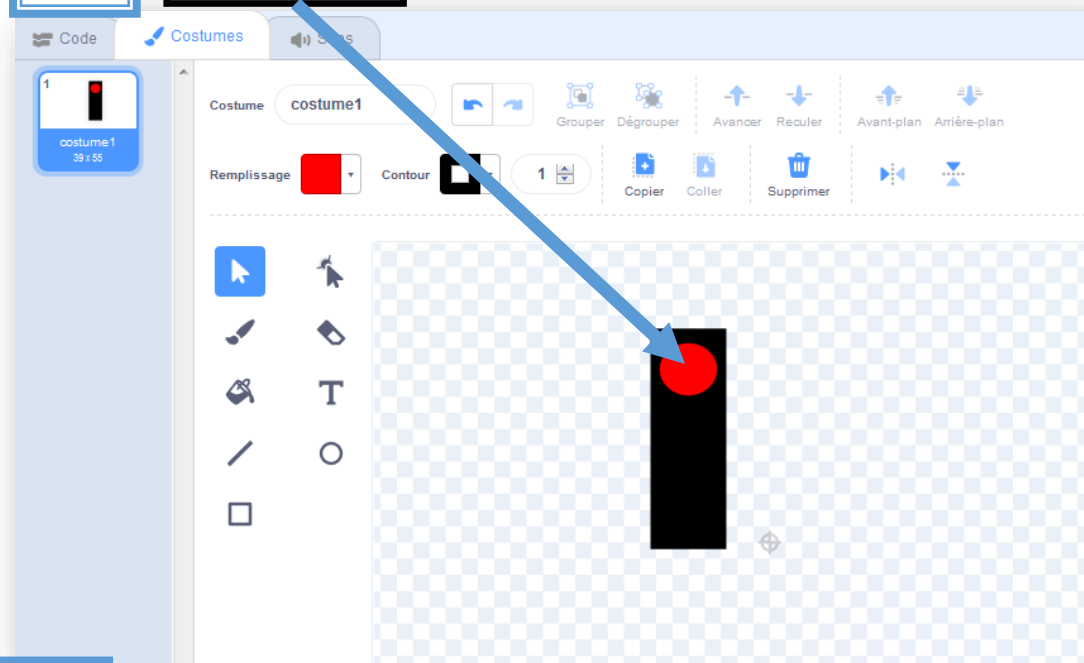 Code Costumes
1
costume1
39 x 55
Costume costume1
Grouper Dégrouper Avancer Reculer Avant-plan Arrière-plan
Remplissage Contour 1
Copier Coller Supprimer
T